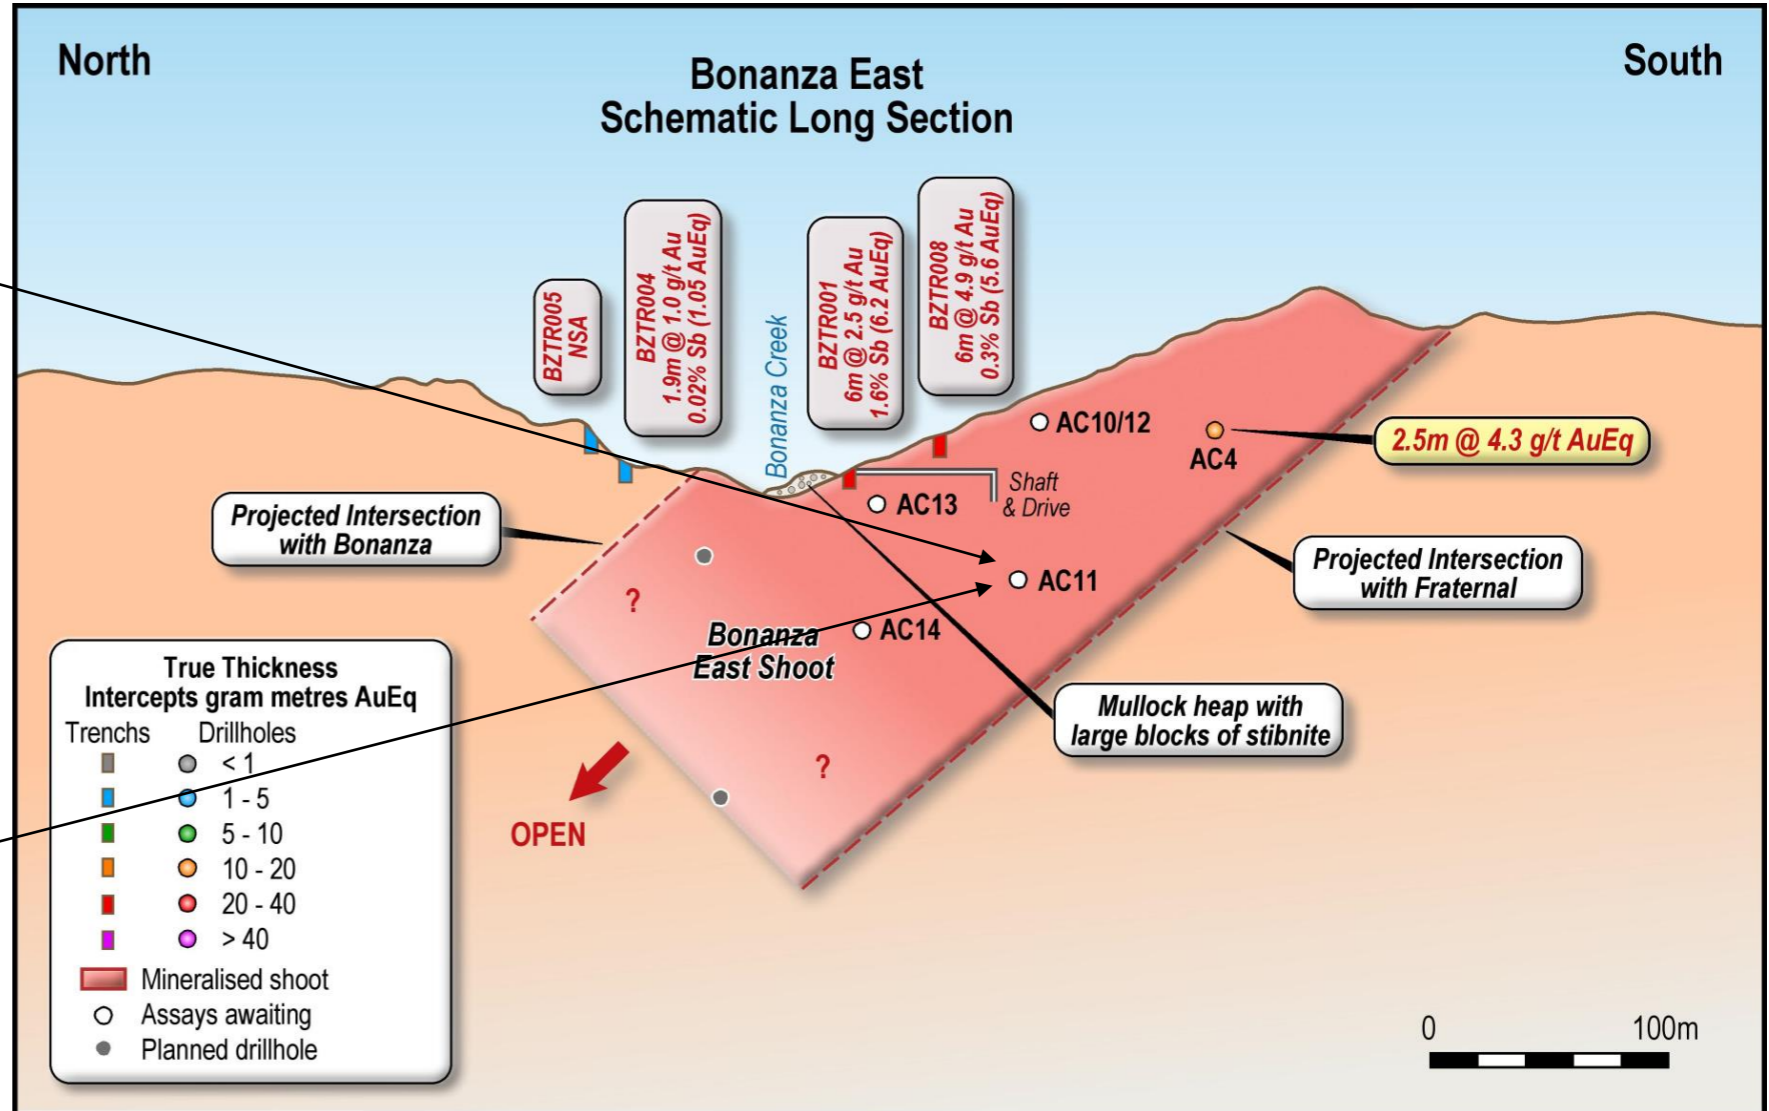 North
South
Bonanza East
Schematic Long Section
BZTR005
NSA
BZTR004
1.9m @ 1.0 g/t Au
0.02% Sb (1.05 AuEq)
Bonanza Creek
BZTR001
6m @ 2.5 g/t Au
1.6% Sb (6.2 AuEq)
BZTR008
6m @ 4.9 g/t Au
0.3% Sb (5.6 AuEq)
AC10/12
AC4
2.5m @ 4.3 g/t AuEq
Shaft
& Drive
AC13
Projected Intersection
with Bonanza
AC11
Projected Intersection
with Fraternal
?
AC14
Bonanza
East Shoot
Mullock heap with
large blocks of stibnite
?
OPEN
True Thickness
Intercepts gram metres AuEq
Trenchs Drillholes
< 1
1 - 5
5 - 10
10 - 20
20 - 40
> 40
Mineralised shoot
Assays awaiting
Planned drillhole
0 100m